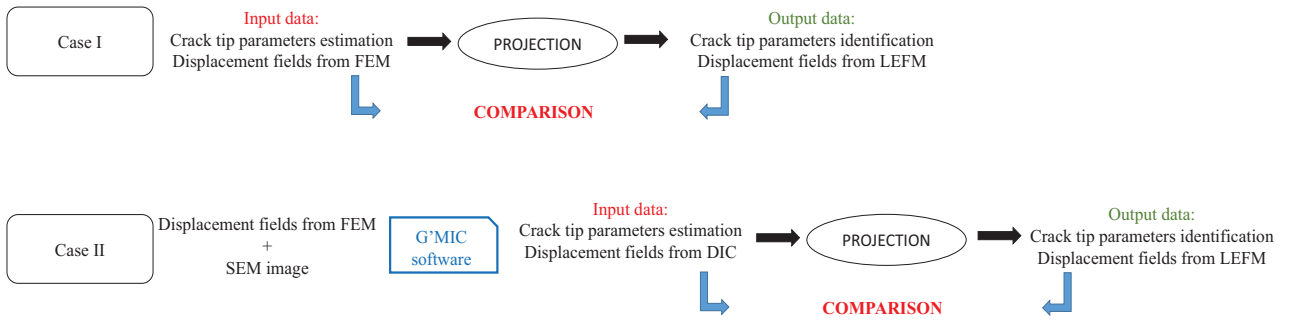 Case I
Input data:
Crack tip parameters estimation
Displacement fields from FEM
PROJECTION
Output data:
Crack tip parameters identification
Displacement fields from LEFM
COMPARISON
Case II
Displacement fields from FEM
+
SEM image
G’MIC
software
Input data:
Crack tip parameters estimation
Displacement fields from DIC
PROJECTION
Output data:
Crack tip parameters identification
Displacement fields from LEFM
COMPARISON